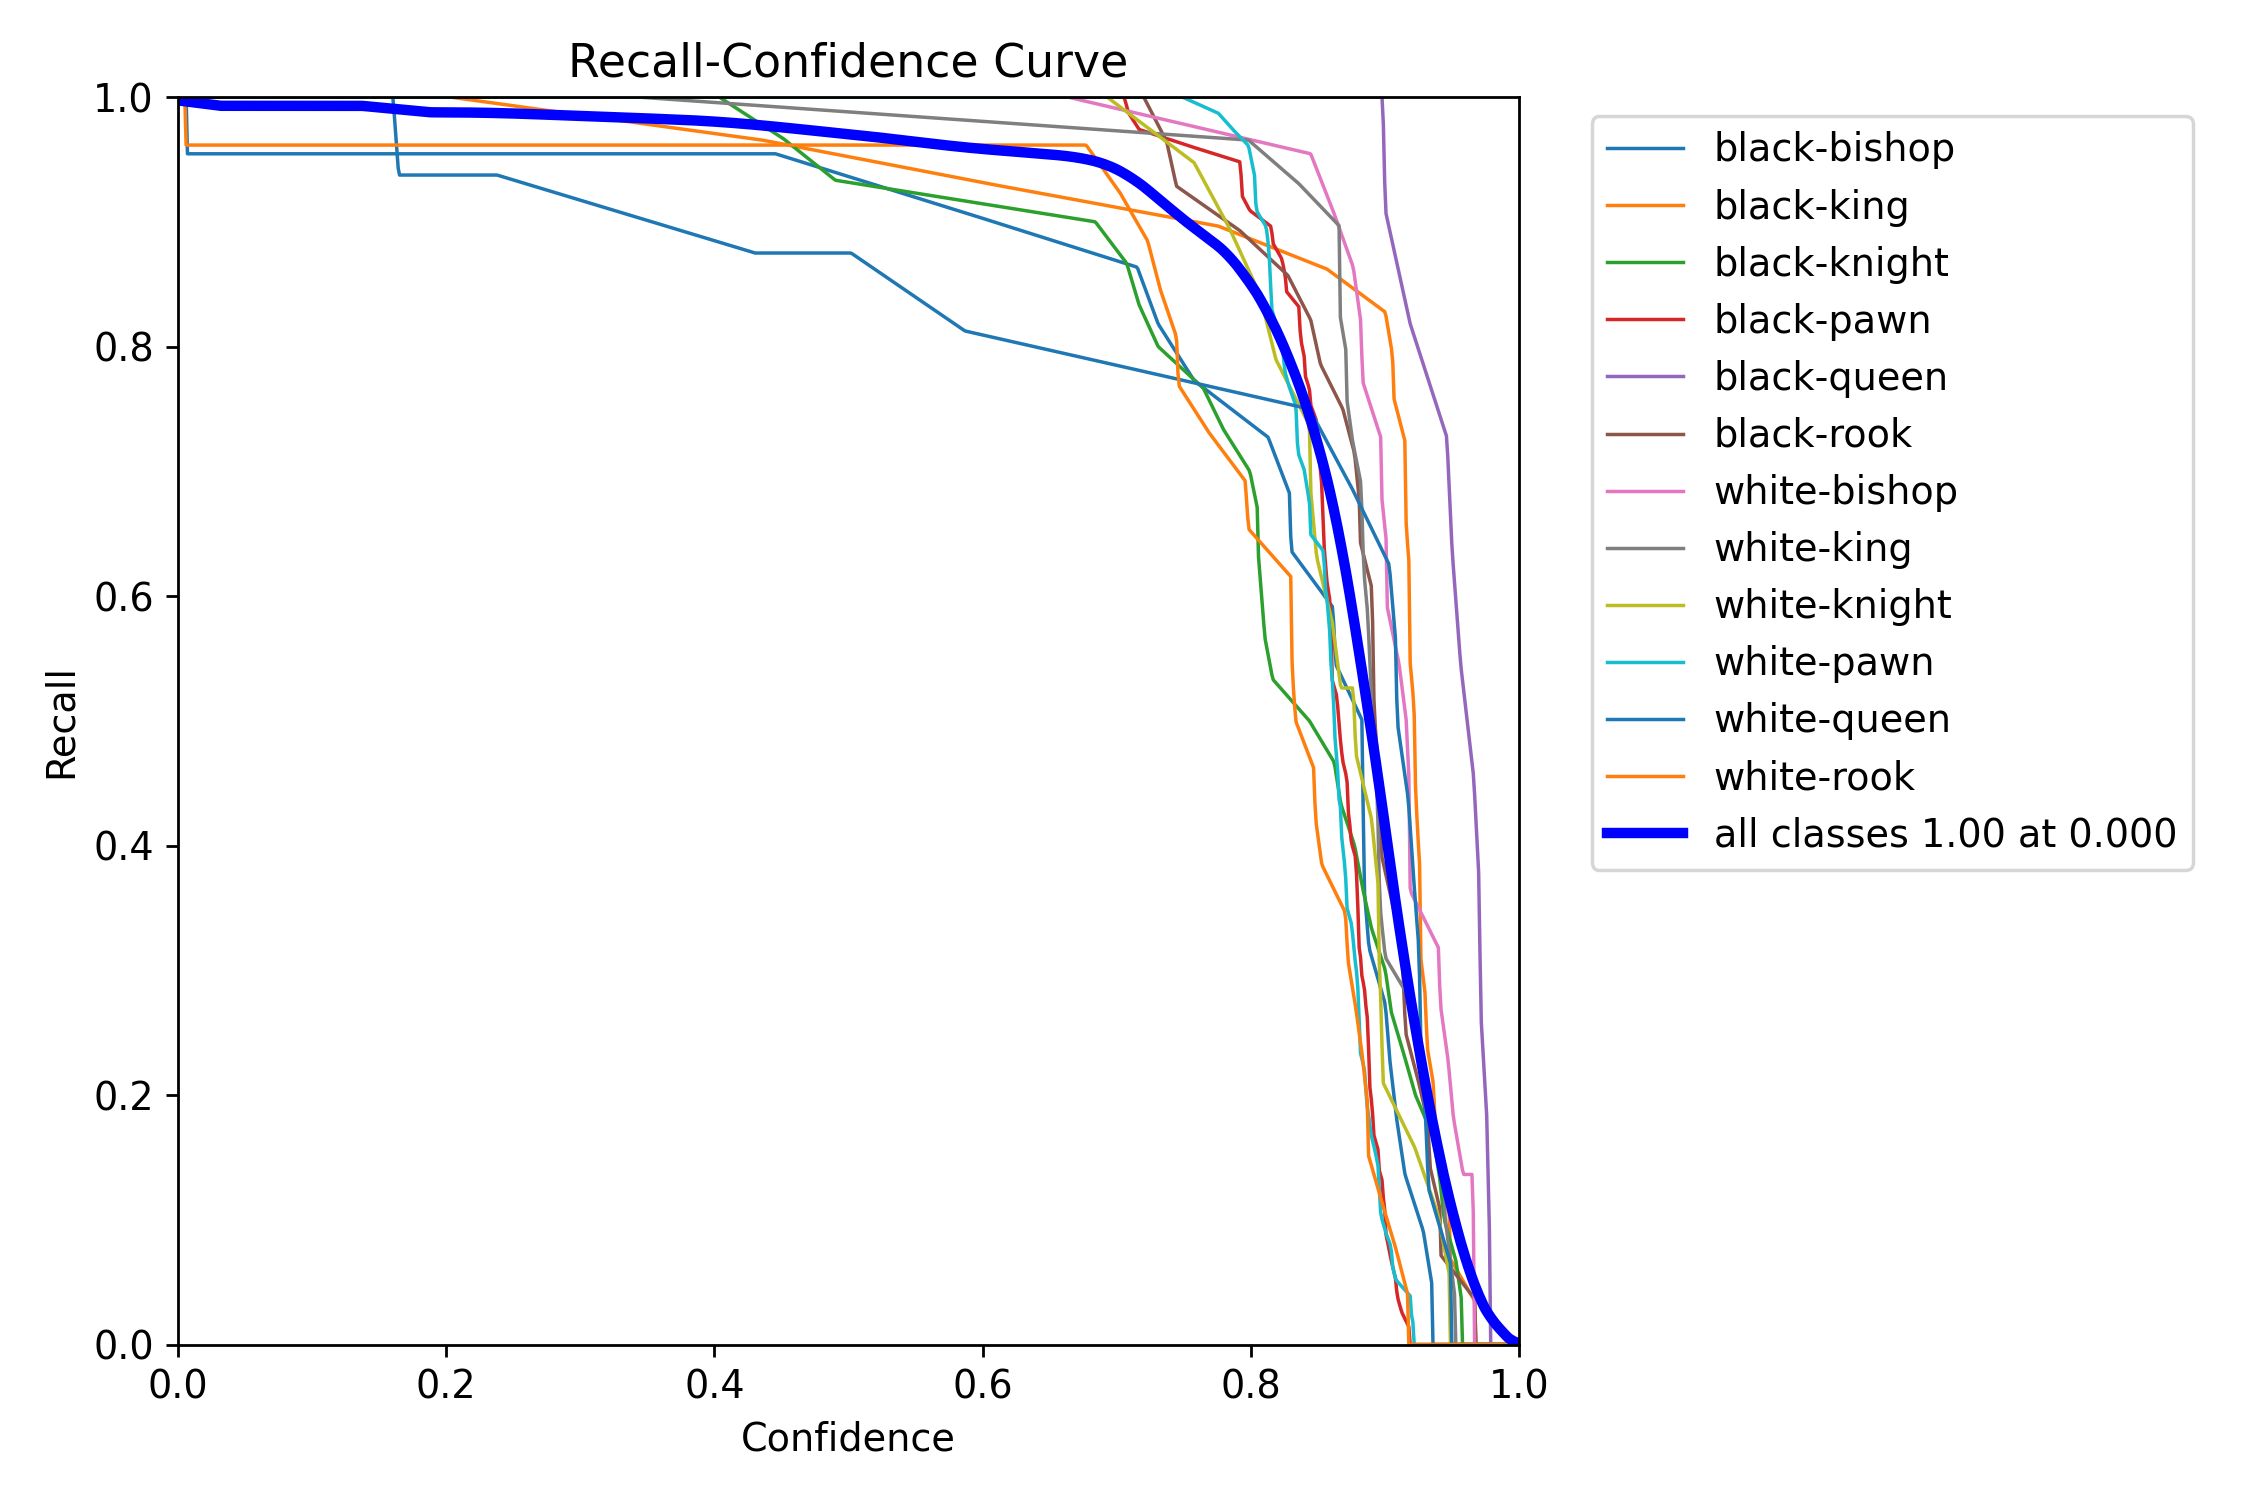 Recall-Confidence Curve
1.0
0.8
0.6
0.4
0.2
0.0
Recall
0.0 0.2 0.4 0.6 0.8 1.0
Confidence
black-bishop
black-king
black-knight
black-pawn
black-queen
black-rook
white-bishop
white-king
white-knight
white-pawn
white-queen
white-rook
all classes 1.00 at 0.000